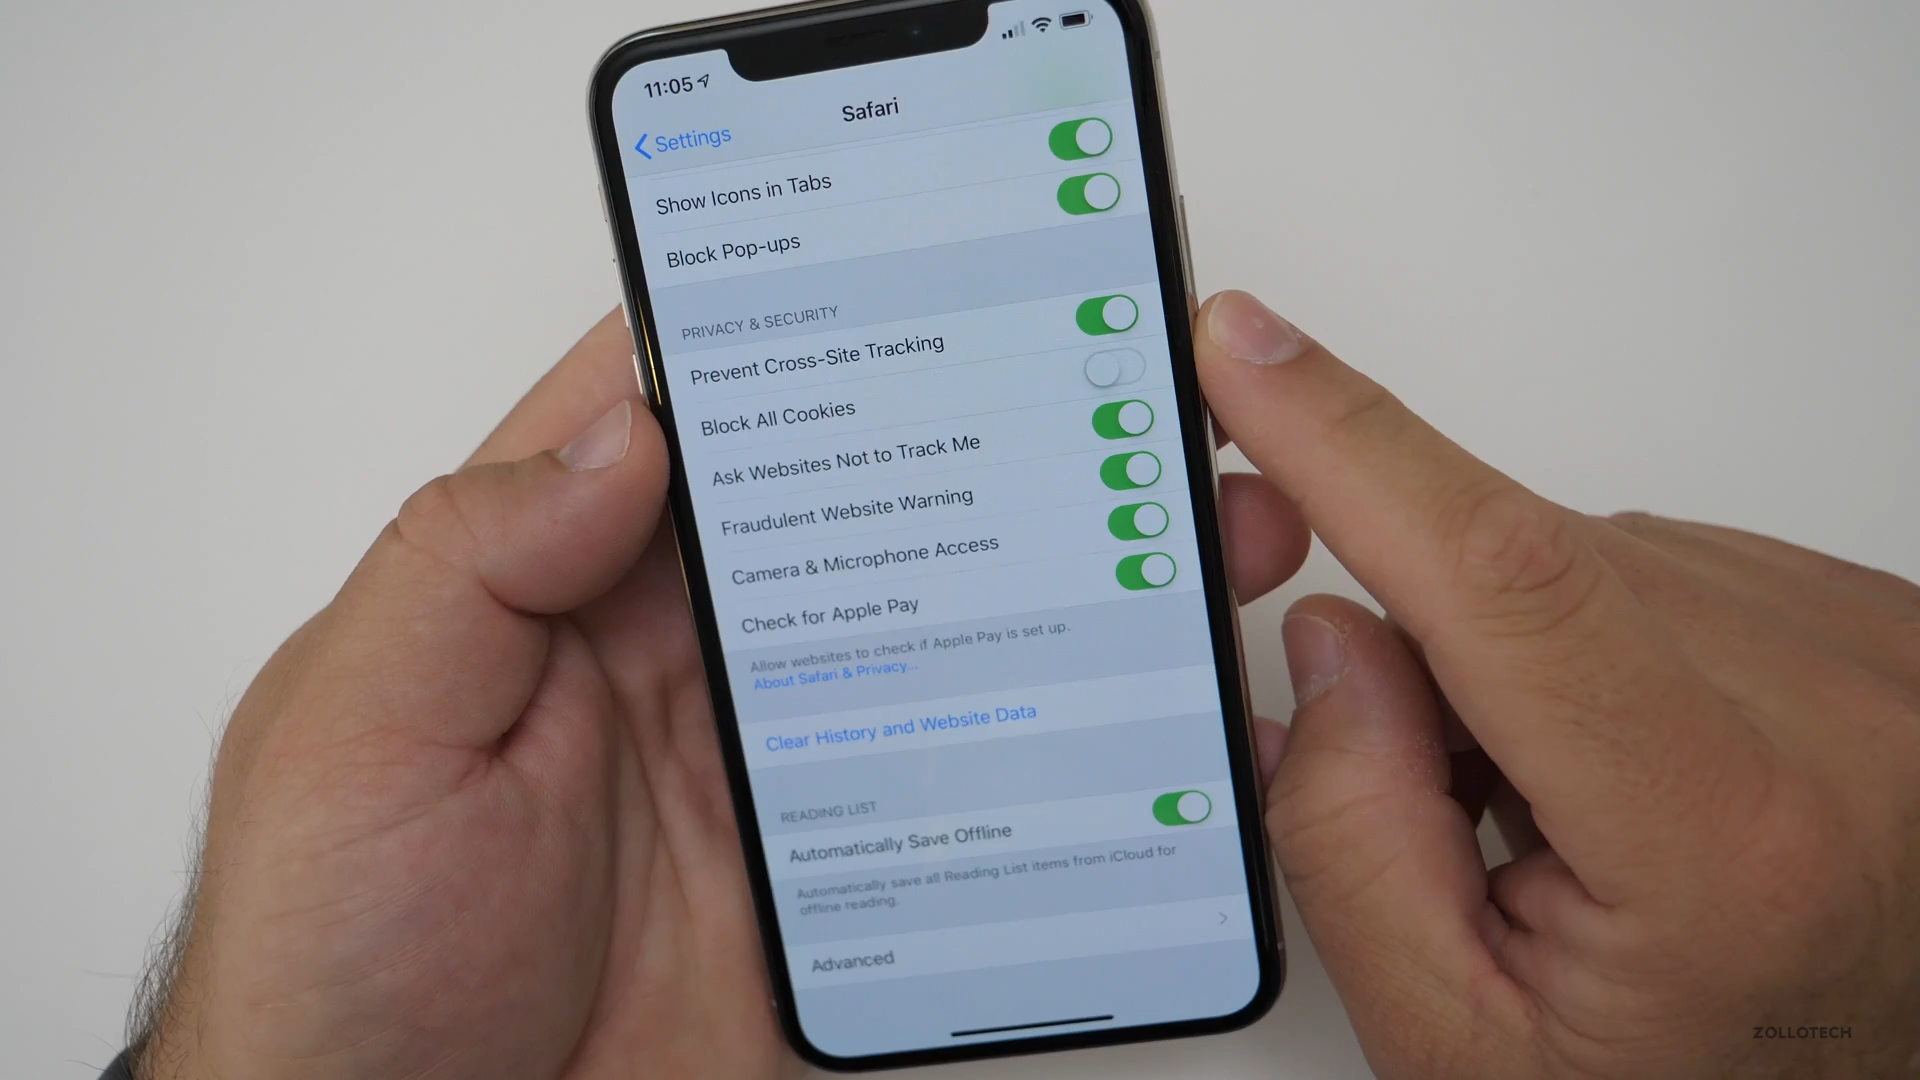 11:05
Settings
Safari
Show Icons in Tabs
Block Pop-ups
PRIVACY & SECURITY
Prevent Cross-Site Tracking
Block All Cookies
Ask Websites Not to Track Me
Fraudulent Website Warning
Camera & Microphone Access
Check for Apple Pay
Allow websites to check if Apple Pay is set up.
About Safari & Privacy...
Clear History and Website Data
READING LIST
Automatically Save Offline
Automatically save all Reading List items from iCloud for
offline reading.
Advanced
ZOLLOTECH